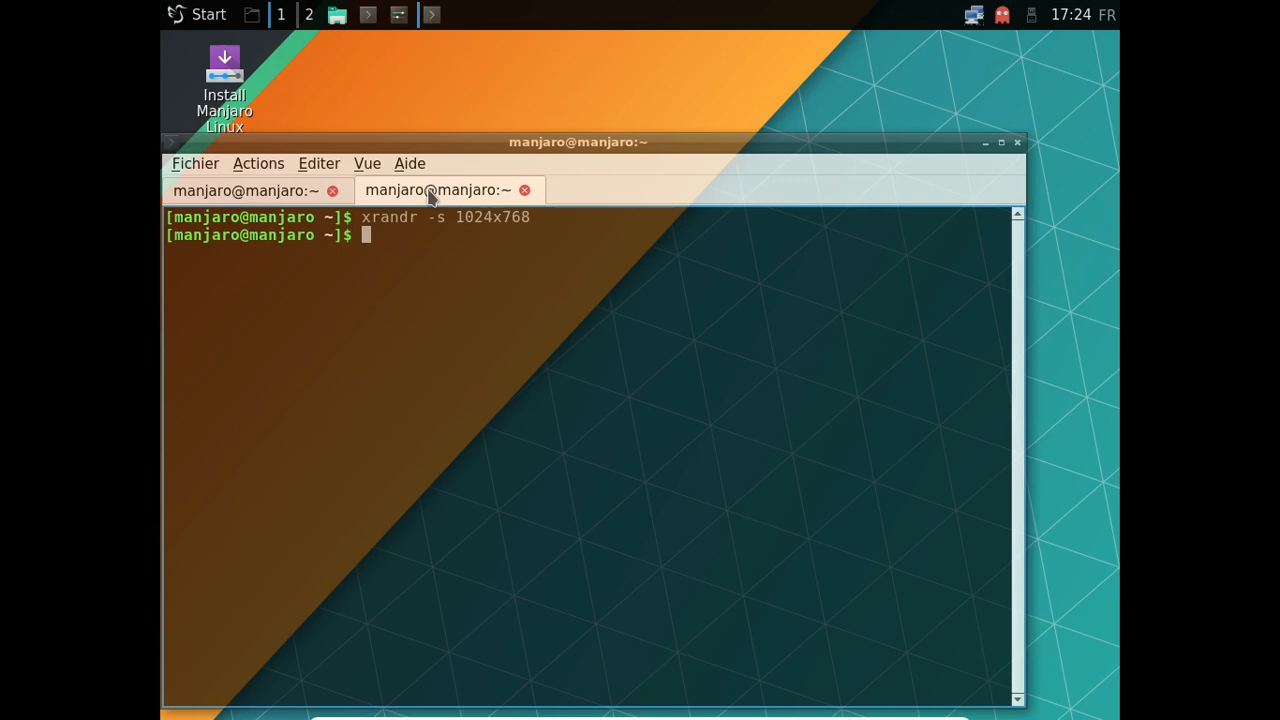 Start 1 2 17:24 FR
Install
Manjaro
Linux
manjaro@manjaro:~
Fichier Actions Editer Vue Aide
manjaro@manjaro:~ manjaro@manjaro:~
[manjaro@manjaro ~]$ xrandr -s 1024x768
[manjaro@manjaro ~]$